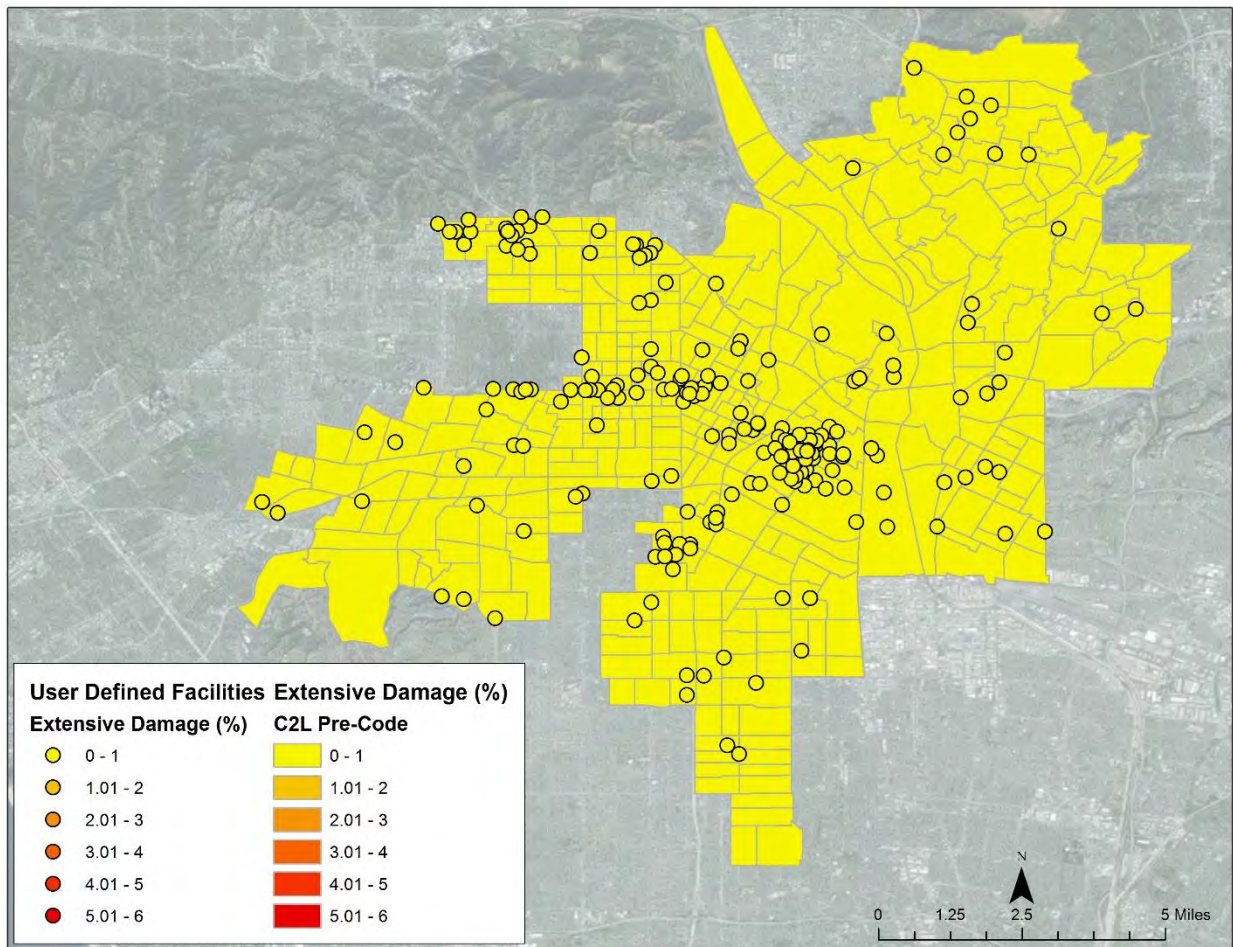 User Defined Facilities Extensive Damage (%)
Extensive Damage (%) C2L Pre-Code
0 - 1 0 - 1
1.01 - 2 1.01 - 2
2.01 - 3 2.01 - 3
3.01 - 4 3.01 - 4
4.01 - 5 4.01 - 5
5.01 - 6 5.01 - 6
N
0 1.25 2.5 5 Miles